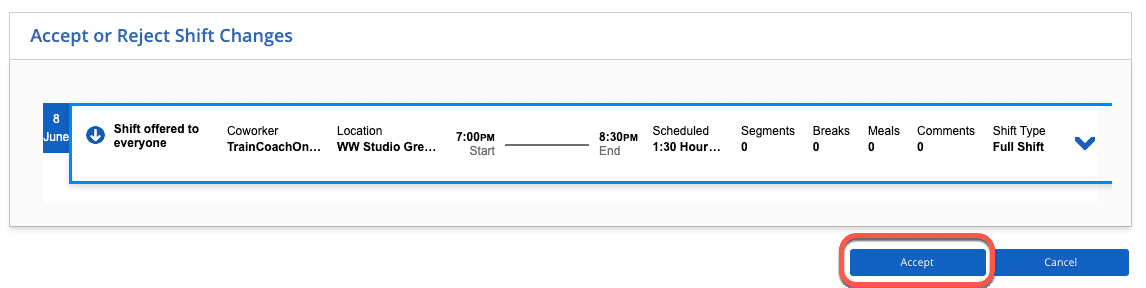 Accept or Reject Shift Changes
8
June
Shift offered to
everyone
Coworker
TrainCoachOn...
Location
WW Studio Gre...
7:00PM
Start
8:30PM
End
Scheduled
1:30 Hour...
Segments
0
Breaks
0
Meals
0
Comments
0
Shift Type
Full Shift
Accept
Cancel